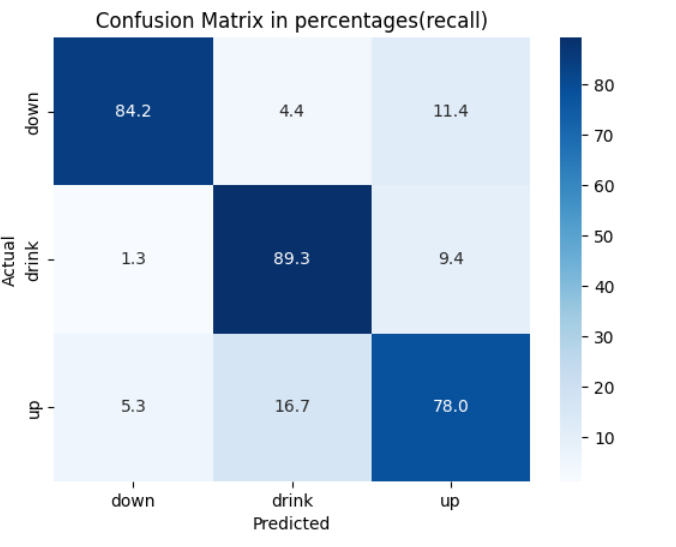 Confusion Matrix in percentages(recall)
down 84.2 4.4 11.4
drink 1.3 89.3 9.4
up 5.3 16.7 78.0
Actual
down drink up
Predicted
80
70
60
50
40
30
20
10